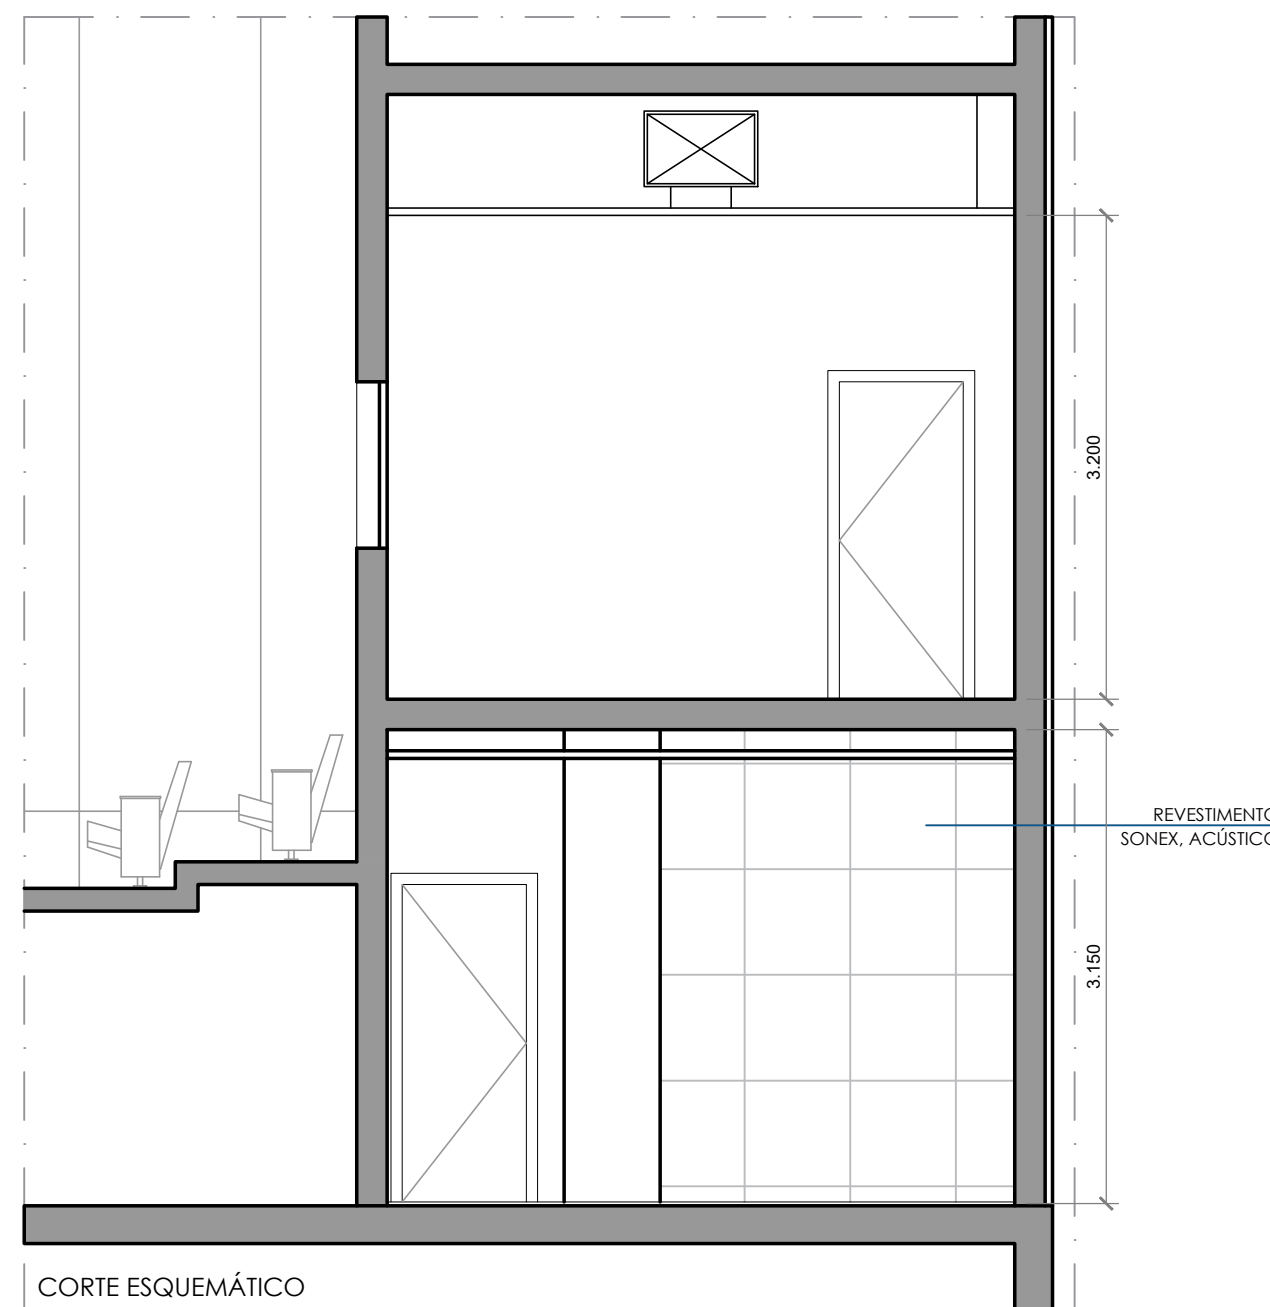 3.200
REVESTIMENTO
SONEX, ACÚSTICO
3.150
CORTE ESQUEMÁTICO